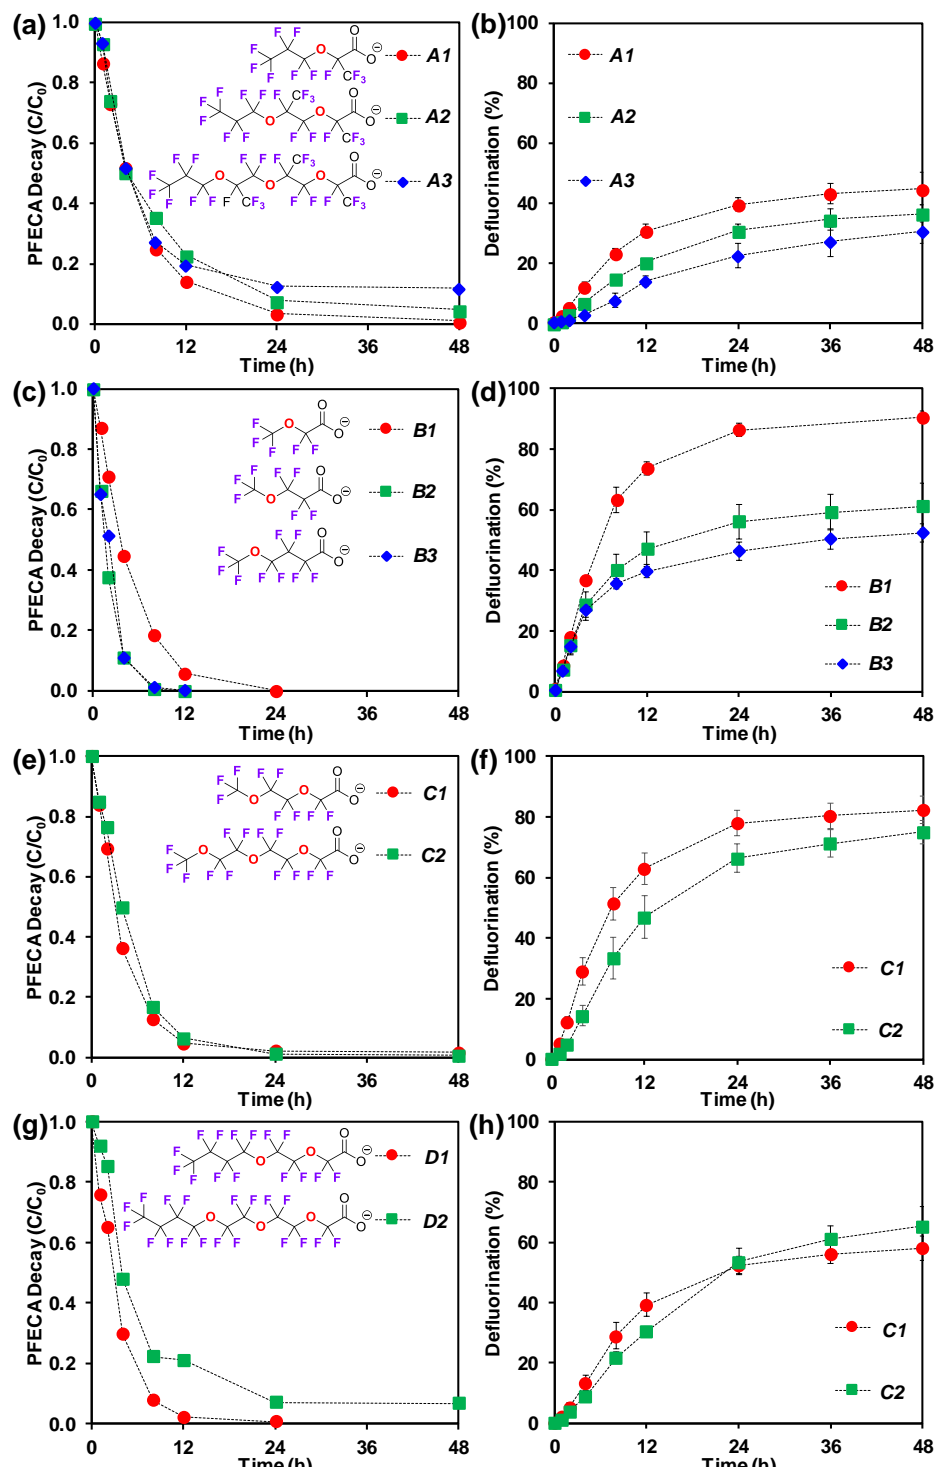 (a)
PFECA Decay (C/C0)
1.0
0.8
0.6
0.4
0.2
0.0
0 12 24 36 48
Time (h)
A1
A2
A3
(b)
Defluorination (%)
100
80
60
40
20
0
0 12 24 36 48
Time (h)
A1
A2
A3
(c)
PFECA Decay (C/C0)
1.0
0.8
0.6
0.4
0.2
0.0
0 12 24 36 48
Time (h)
B1
B2
B3
(d)
Defluorination (%)
100
80
60
40
20
0
0 12 24 36 48
Time (h)
B1
B2
B3
(e)
PFECA Decay (C/C0)
1.0
0.8
0.6
0.4
0.2
0.0
0 12 24 36 48
Time (h)
C1
C2
(f)
Defluorination (%)
100
80
60
40
20
0
0 12 24 36 48
Time (h)
C1
C2
(g)
PFECA Decay (C/C0)
1.0
0.8
0.6
0.4
0.2
0.0
0 12 24 36 48
Time (h)
D1
D2
(h)
Defluorination (%)
100
80
60
40
20
0
0 12 24 36 48
Time (h)
C1
C2